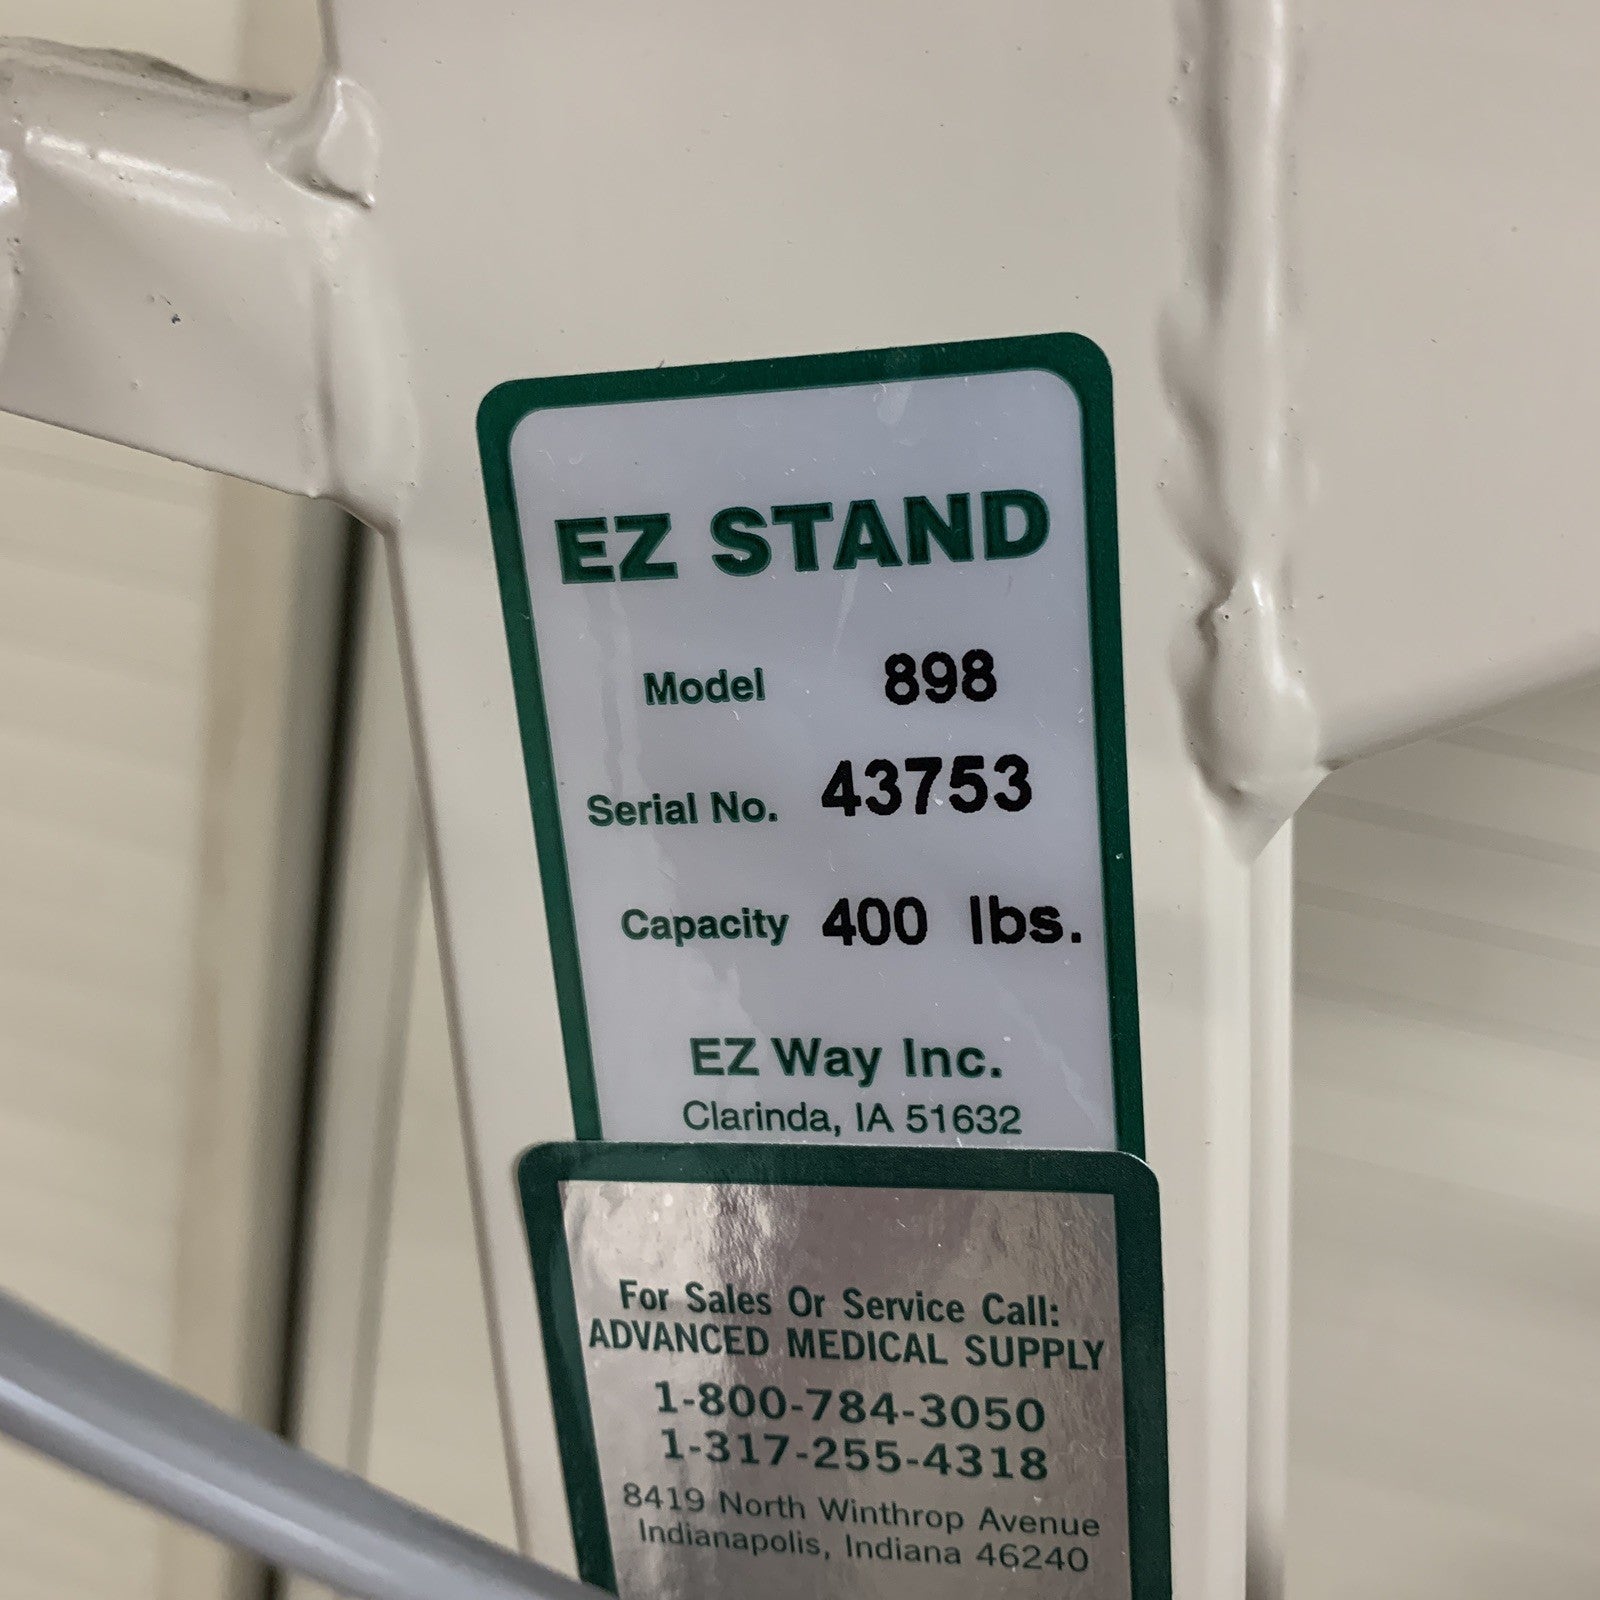 EZ STAND
Model 898
Serial No. 43753
Capacity 400 lbs.
EZ Way Inc.
Clarinda, IA 51632
For Sales Or Service Call:
ADVANCED MEDICAL SUPPLY
1-800-784-3050
1-317-255-4318
8419 North Winthrop Avenue
Indianapolis, Indiana 46240